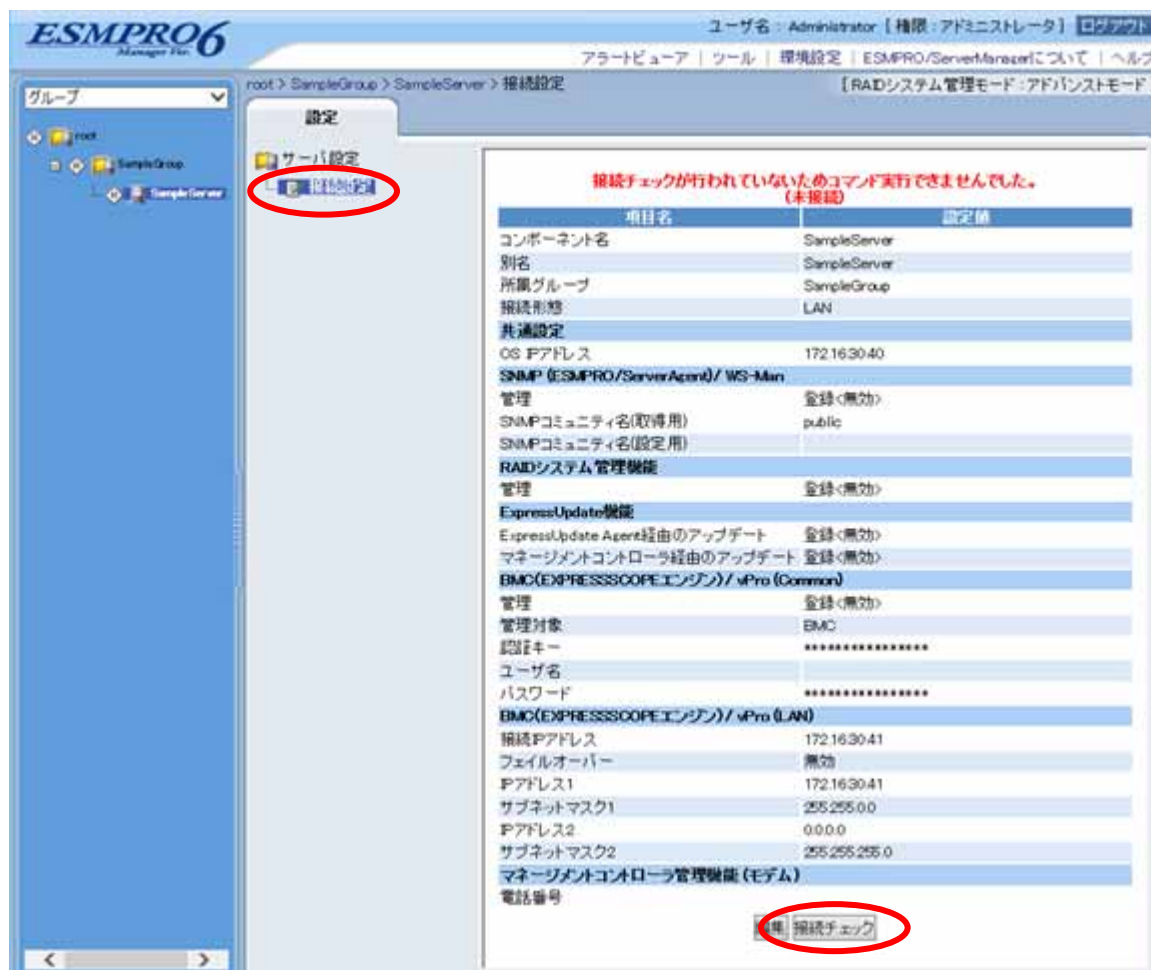 ESMPRO6
Manager Ver.
ユーザ名 : Administrator [ 権限 : アドミニストレータ ] ログアウト
アラートビューア | ツール | 環境設定 | ESMPRO/ServerManagerについて | ヘルプ
グループ
root
SampleGroup
SampleServer
root > SampleGroup > SampleServer > 接続設定
[ RAIDシステム管理モード : アドバンストモード
設定
サーバ設定
接続設定
接続チェックが行われていないためコマンド実行できませんでした。
(未接続)
項目名 設定値
コンポーネント名 SampleServer
別名 SampleServer
所属グループ SampleGroup
接続形態 LAN
共通設定
OS IPアドレス 172.16.30.40
SNMP (ESMPRO/ServerAgent)/ WS-Man
管理 登録<無効>
SNMPコミュニティ名(取得用) public
SNMPコミュニティ名(設定用)
RAIDシステム管理機能
管理 登録<無効>
ExpressUpdate機能
ExpressUpdate Agent経由のアップデート 登録<無効>
マネージメントコントローラ経由のアップデート 登録<無効>
BMC(EXPRESSSCOPEエンジン)/ vPro (Common)
管理 登録<無効>
管理対象 BMC
認証キー ****************
ユーザ名
パスワード ****************
BMC(EXPRESSSCOPEエンジン)/ vPro (LAN)
接続IPアドレス 172.16.30.41
フェイルオーバー 無効
IPアドレス1 172.16.30.41
サブネットマスク1 255.255.0.0
IPアドレス2 0.0.0.0
サブネットマスク2 255.255.255.0
マネージメントコントローラ管理機能 (モデム)
電話番号
編集 接続チェック